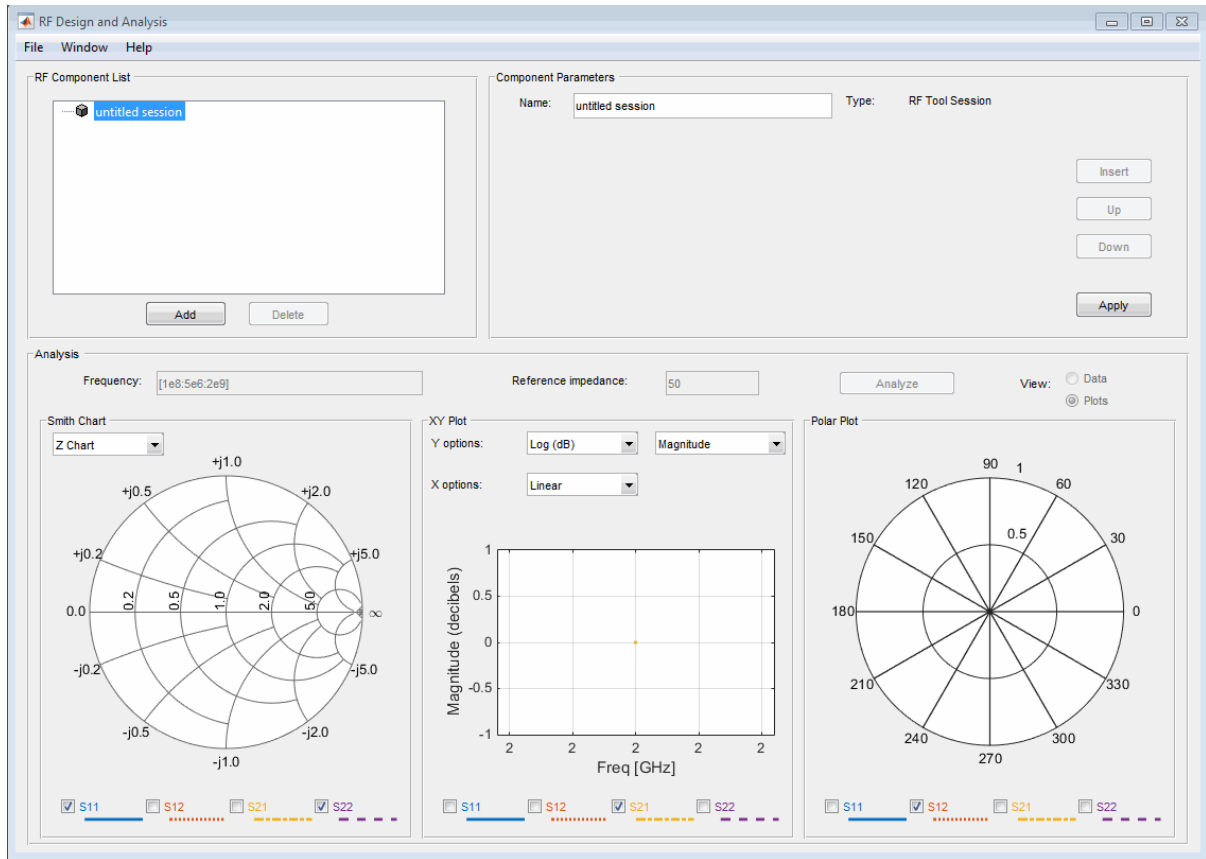 RF Design and Analysis
File Window Help
RF Component List
untitled session
Add Delete
Component Parameters
Name: untitled session Type: RF Tool Session
Insert
Up
Down
Apply
Analysis
Frequency: [1e8:5e6:2e9] Reference impedance: 50 Analyze View: Data
Plots
Smith Chart
Z Chart
+j1.0
+j0.5 +j2.0
+j0.2 +j5.0
0.0 0.2 0.5 1.0 2.0 5.0 ∞
-j0.2 -j5.0
-j0.5 -j2.0
-j1.0
S11 S12 S21 S22
XY Plot
Y options: Log (dB) Magnitude
X options: Linear
1
0.5
0
-0.5
-1
Magnitude (decibels)
2 2 2 2 2
Freq [GHz]
S11 S12 S21 S22
Polar Plot
90 1
120 60
150 0.5 30
180 0
210 330
240 300
270
S11 S12 S21 S22